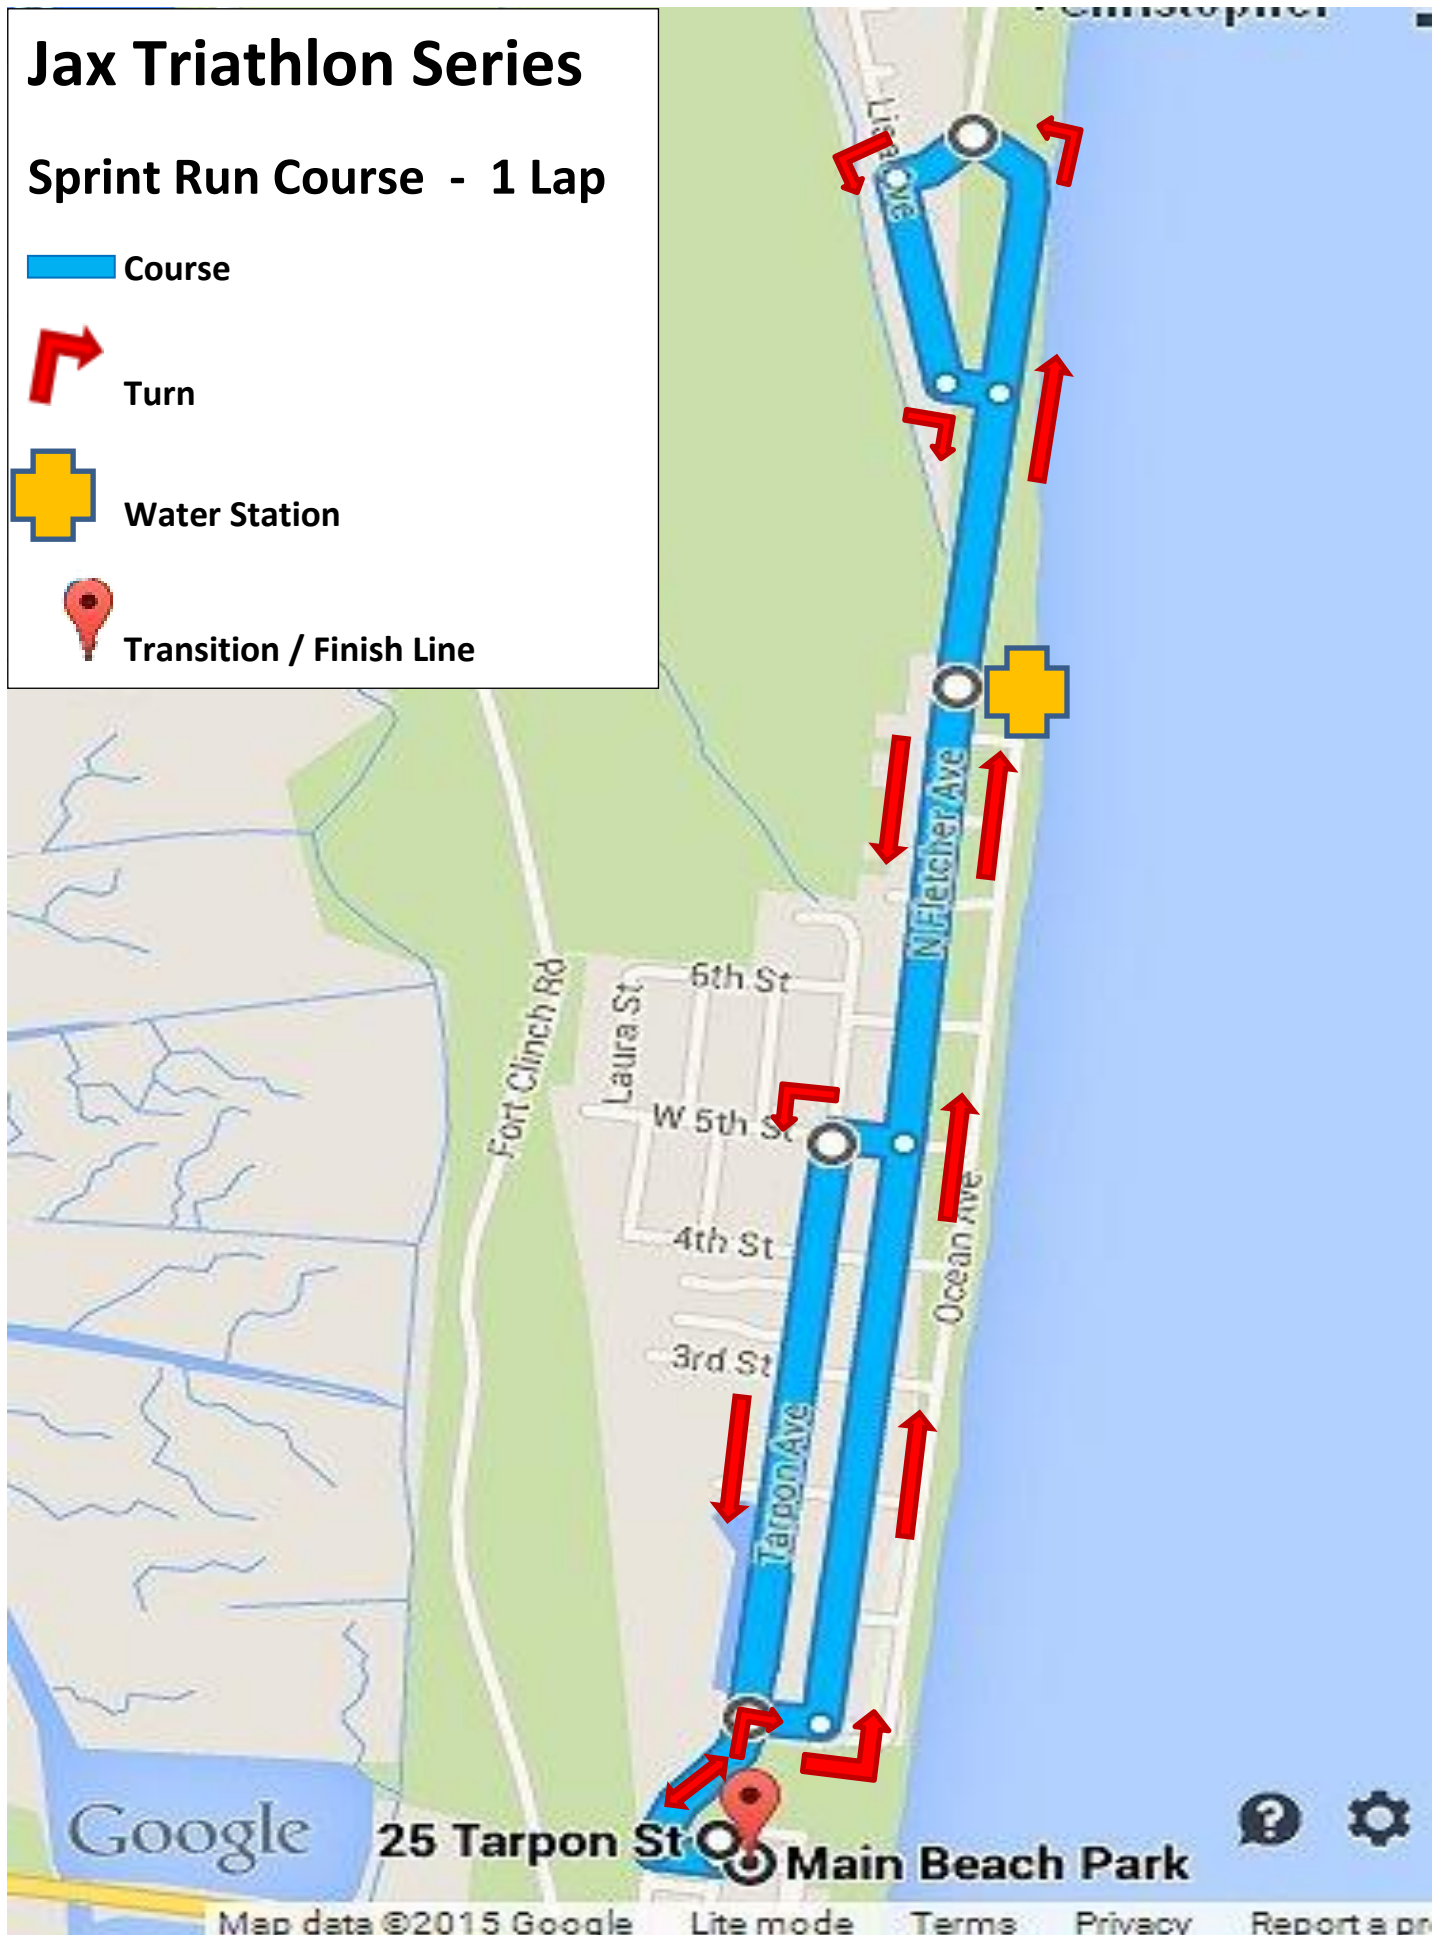 Jax Triathlon Series
Sprint Run Course - 1 Lap
Course
Turn
Water Station
Transition / Finish Line
N Fletcher Ave
6th St
Laura St
Fort Clinch Rd
W 5th St
4th St
Ocean Ave
3rd St
Tarpon Ave
25 Tarpon St
Main Beach Park
Google
Map data ©2015 Google Lite mode Terms Privacy Report a